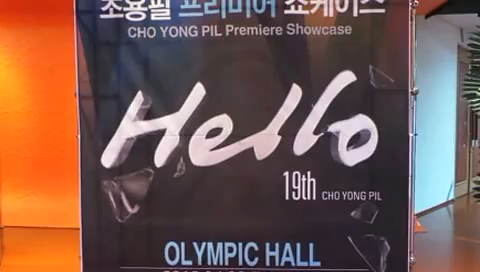 조용필 프리미어 쇼케이스
CHO YONG PIL Premiere Showcase
Hello
19th CHO YONG PIL
OLYMPIC HALL